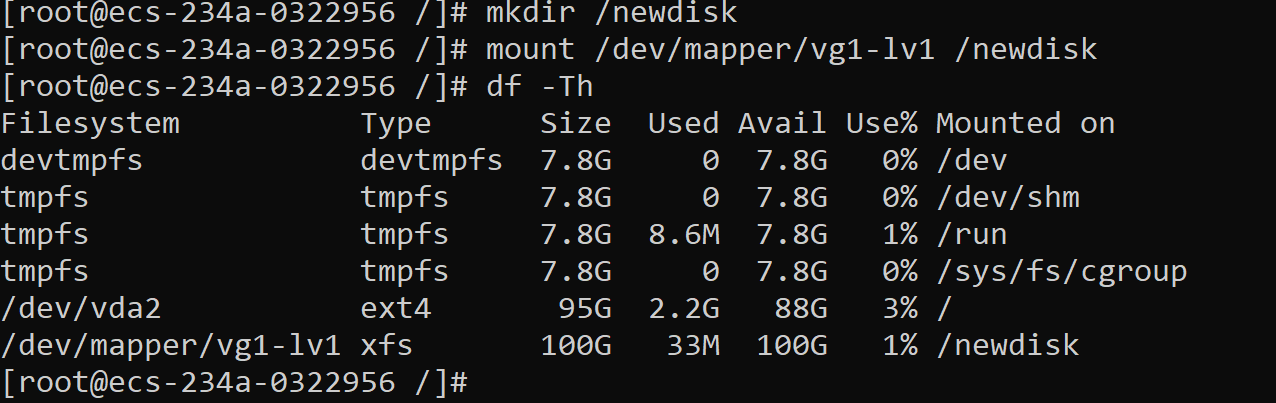 [root@ecs-234a-0322956 /]# mkdir /newdisk
[root@ecs-234a-0322956 /]# mount /dev/mapper/vg1-lv1 /newdisk
[root@ecs-234a-0322956 /]# df -Th
Filesystem          Type      Size  Used Avail Use% Mounted on
devtmpfs            devtmpfs  7.8G     0  7.8G   0% /dev
tmpfs               tmpfs     7.8G     0  7.8G   0% /dev/shm
tmpfs               tmpfs     7.8G  8.6M  7.8G   1% /run
tmpfs               tmpfs     7.8G     0  7.8G   0% /sys/fs/cgroup
/dev/vda2           ext4       95G  2.2G   88G   3% /
/dev/mapper/vg1-lv1 xfs       100G   33M  100G   1% /newdisk
[root@ecs-234a-0322956 /]#